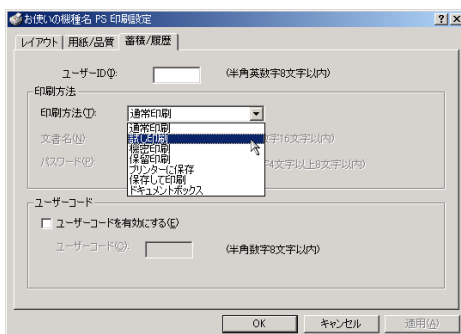 お使いの機種名 PS 印刷設定
レイアウト 用紙/品質 蓄積/履歴
ユーザーID(I): (半角英数字8文字以内)
印刷方法
印刷方法(T): 通常印刷
通常印刷
試し印刷
文書名(N): 数字16文字以内)
機密印刷
保留印刷
パスワード(P): 字4文字以上8文字以内)
プリンターに保存
保存して印刷
ドキュメントボックス
ユーザーコード
ユーザーコードを有効にする(E)
ユーザーコード(O): (半角数字8文字以内)
OK キャンセル 適用(A)